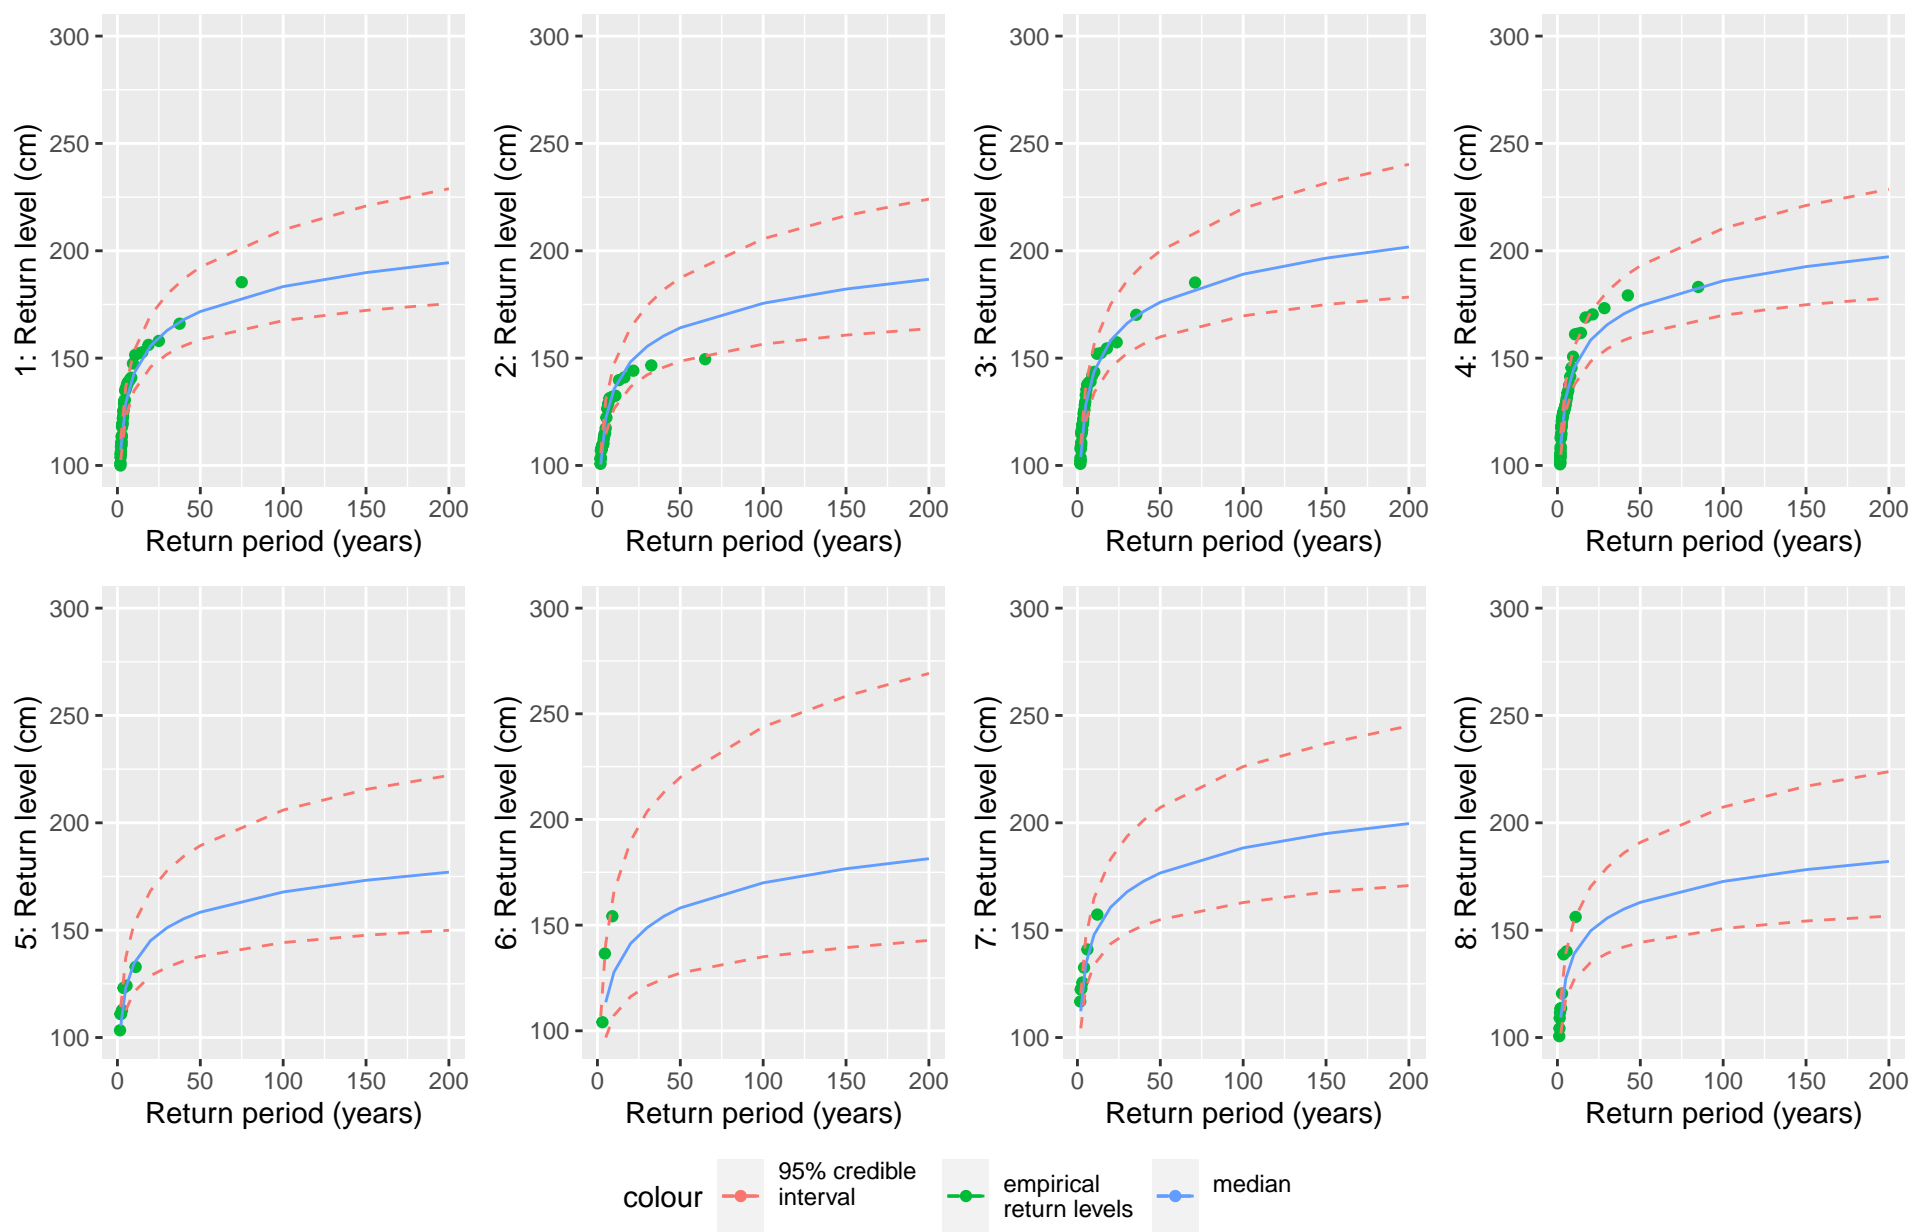 1: Return level (cm)
300
250
200
150
100
0 50 100 150 200
Return period (years)
2: Return level (cm)
300
250
200
150
100
0 50 100 150 200
Return period (years)
3: Return level (cm)
300
250
200
150
100
0 50 100 150 200
Return period (years)
4: Return level (cm)
300
250
200
150
100
0 50 100 150 200
Return period (years)
5: Return level (cm)
300
250
200
150
100
0 50 100 150 200
Return period (years)
6: Return level (cm)
300
250
200
150
100
0 50 100 150 200
Return period (years)
7: Return level (cm)
300
250
200
150
100
0 50 100 150 200
Return period (years)
8: Return level (cm)
300
250
200
150
100
0 50 100 150 200
Return period (years)
colour
95% credible
interval
empirical
return levels
median